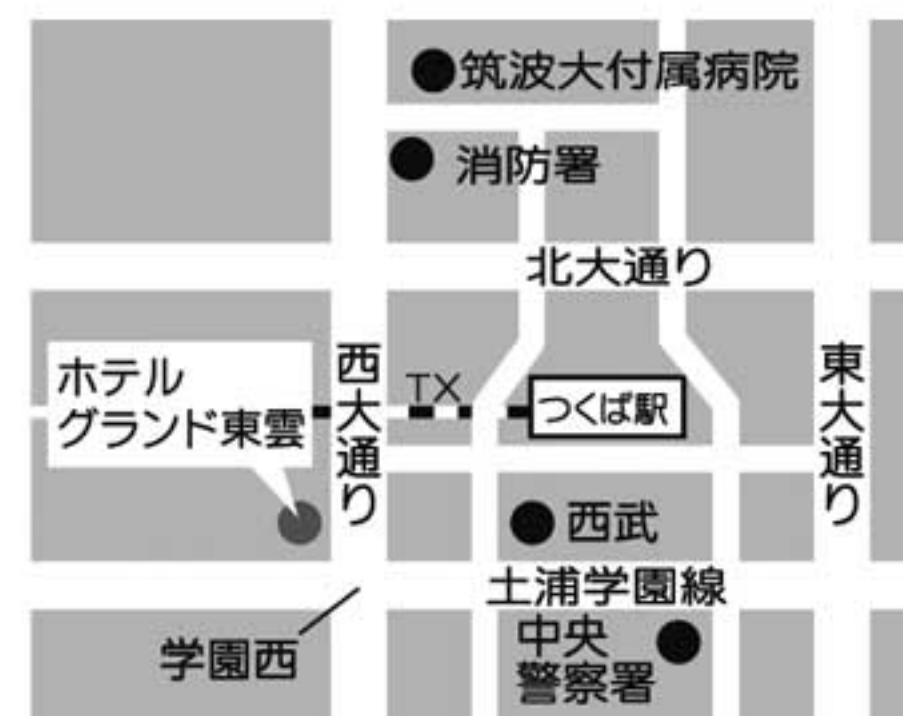 筑波大付属病院
消防署
北大通り
ホテル
グランド東雲
西大通り
TX
つくば駅
東大通り
西武
土浦学園線
学園西
中央
警察署